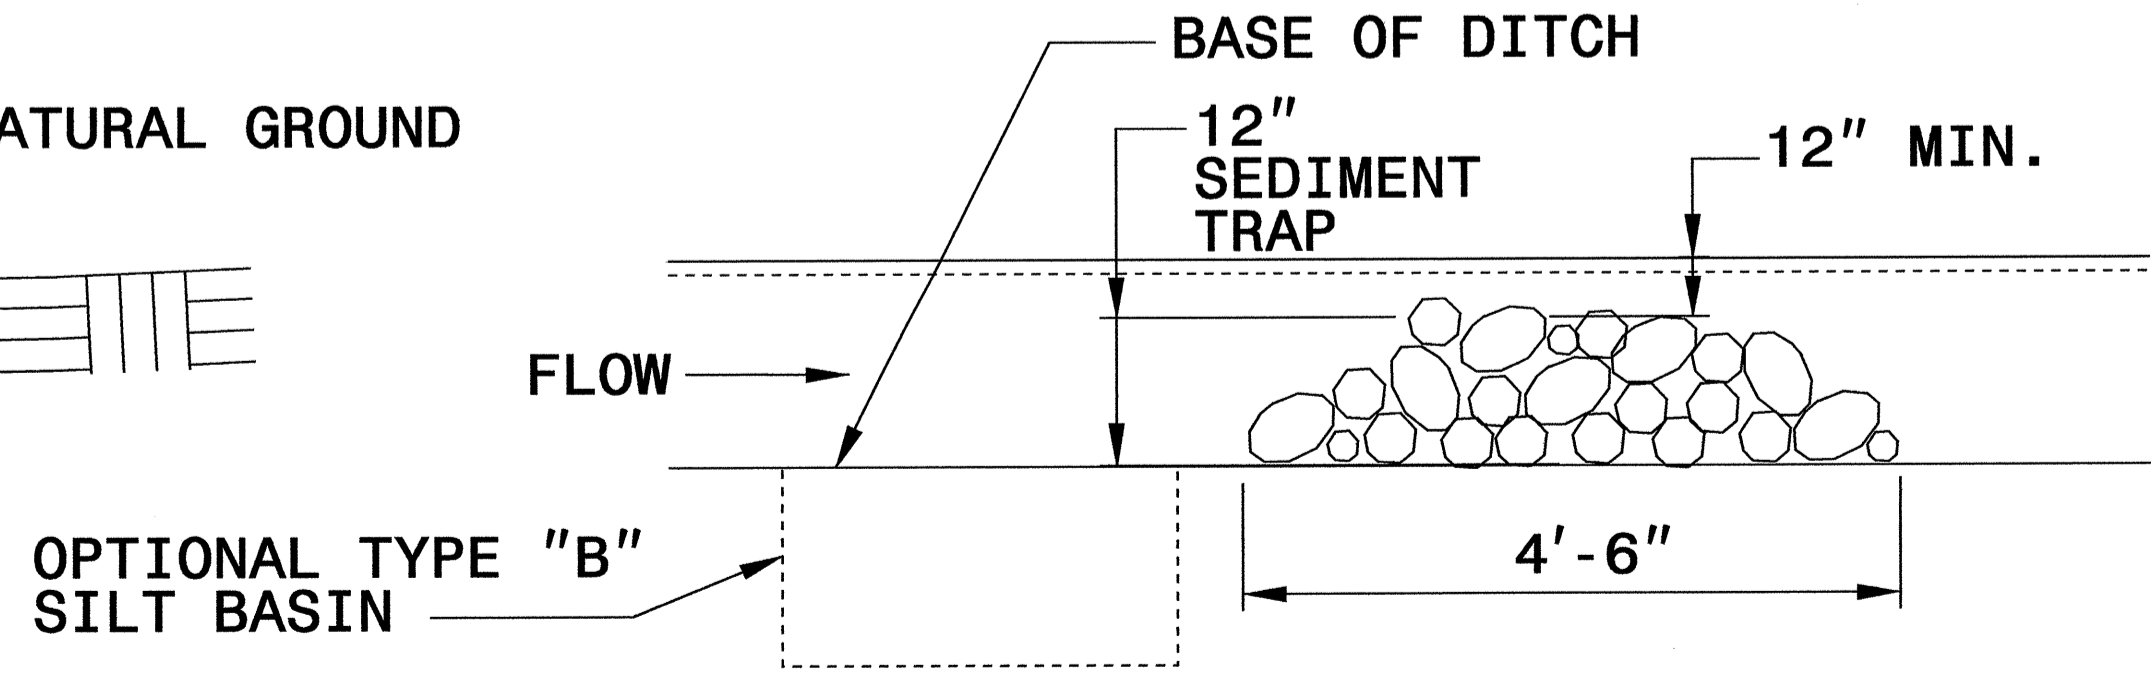 BASE OF DITCH
ATURAL GROUND
12"
SEDIMENT
TRAP
12" MIN.
FLOW
OPTIONAL TYPE "B"
SILT BASIN
4'-6"